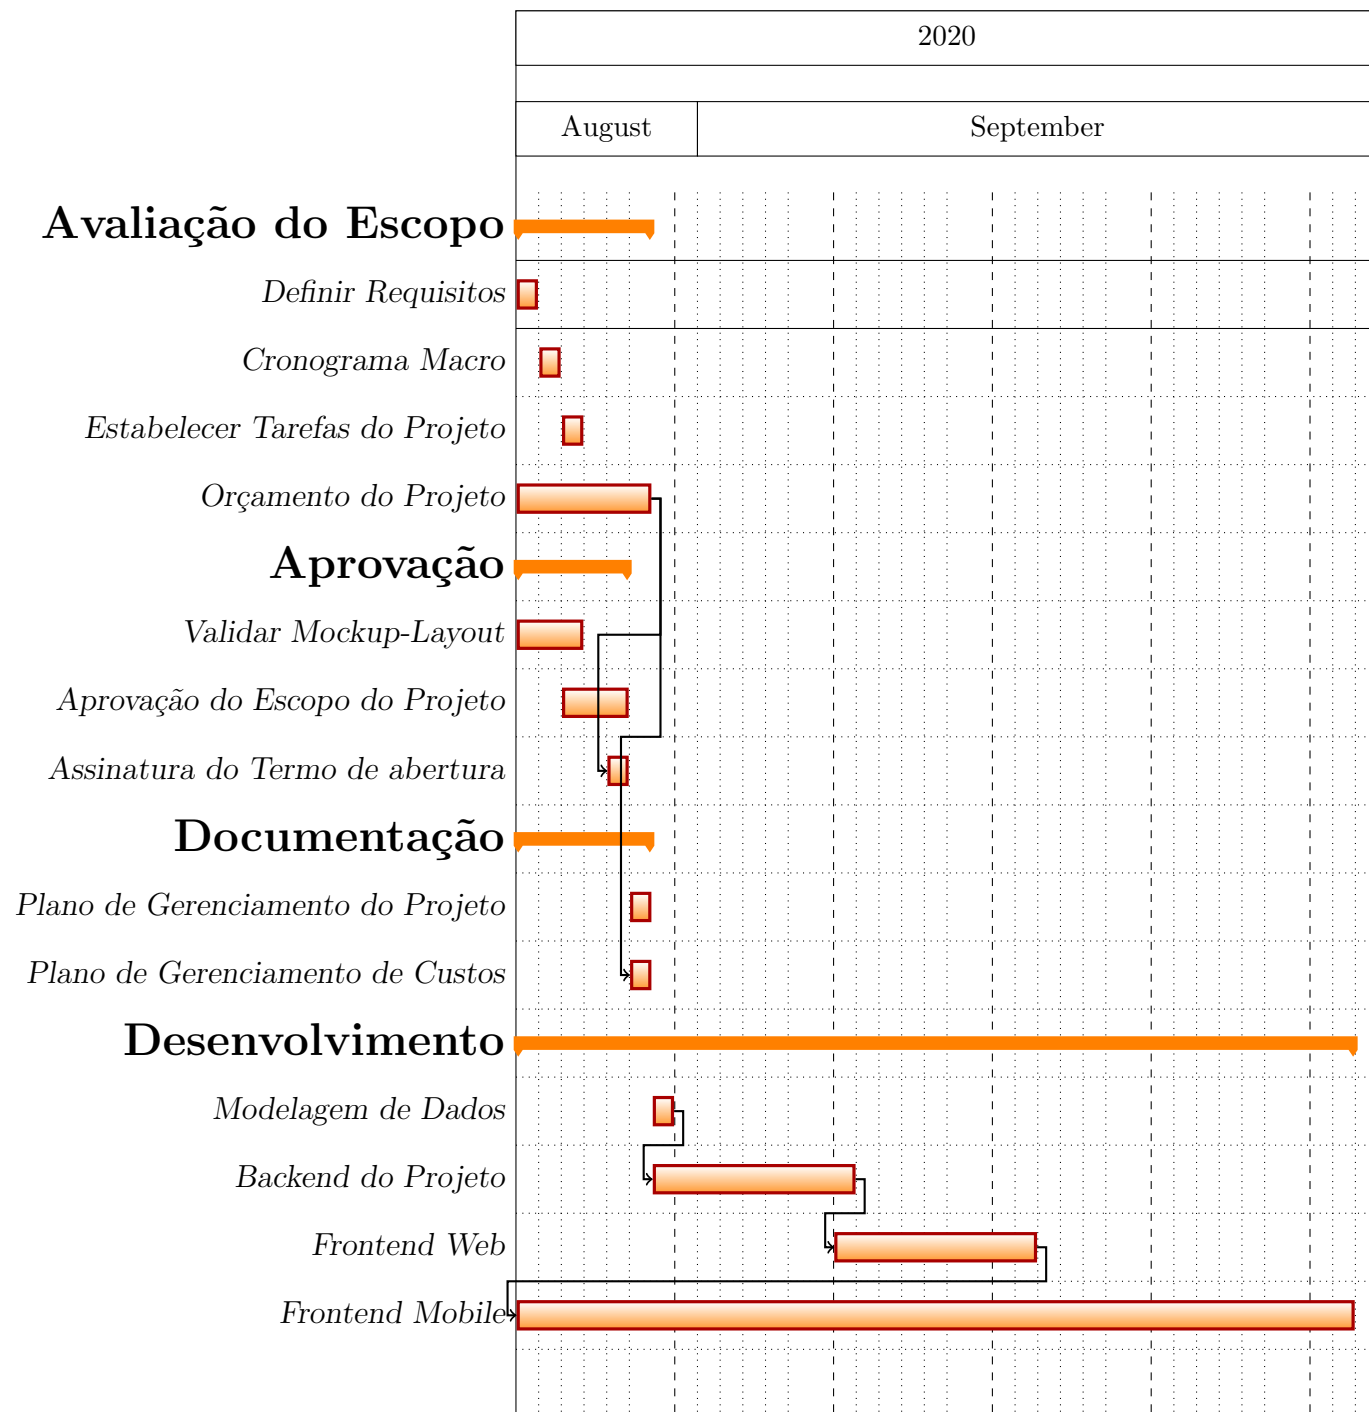 2020
August
September
Avaliação do Escopo
Definir Requisitos
Cronograma Macro
Estabelecer Tarefas do Projeto
Orçamento do Projeto
Aprovação
Validar Mockup-Layout
Aprovação do Escopo do Projeto
Assinatura do Termo de abertura
Documentação
Plano de Gerenciamento do Projeto
Plano de Gerenciamento de Custos
Desenvolvimento
Modelagem de Dados
Backend do Projeto
Frontend Web
Frontend Mobile